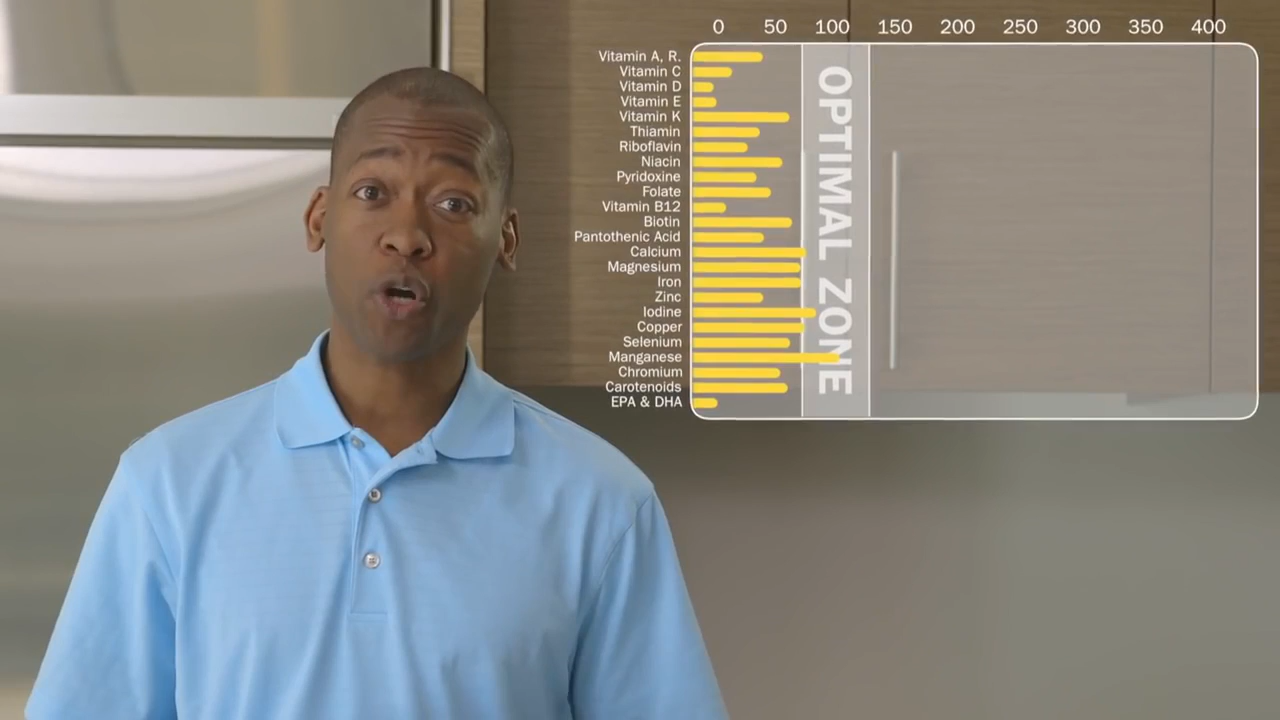 0 50 100 150 200 250 300 350 400
Vitamin A, R.
Vitamin C
Vitamin D
Vitamin E
Vitamin K
Thiamin
Riboflavin
Niacin
Pyridoxine
Folate
Vitamin B12
Biotin
Pantothenic Acid
Calcium
Magnesium
Iron
Zinc
Iodine
Copper
Selenium
Manganese
Chromium
Carotenoids
EPA & DHA
OPTIMAL ZONE